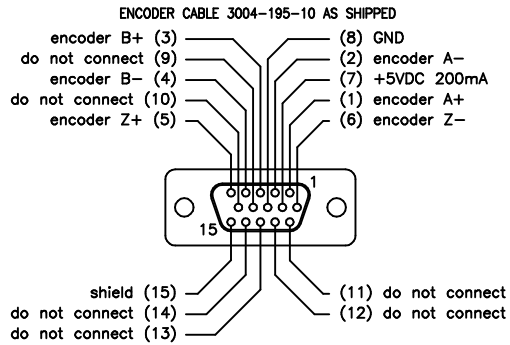 ENCODER CABLE 3004-195-10 AS SHIPPED
encoder B+ (3)
do not connect (9)
encoder B- (4)
do not connect (10)
encoder Z+ (5)
(8) GND
(2) encoder A-
(7) +5VDC 200mA
(1) encoder A+
(6) encoder Z-
1
15
shield (15)
do not connect (14)
do not connect (13)
(11) do not connect
(12) do not connect